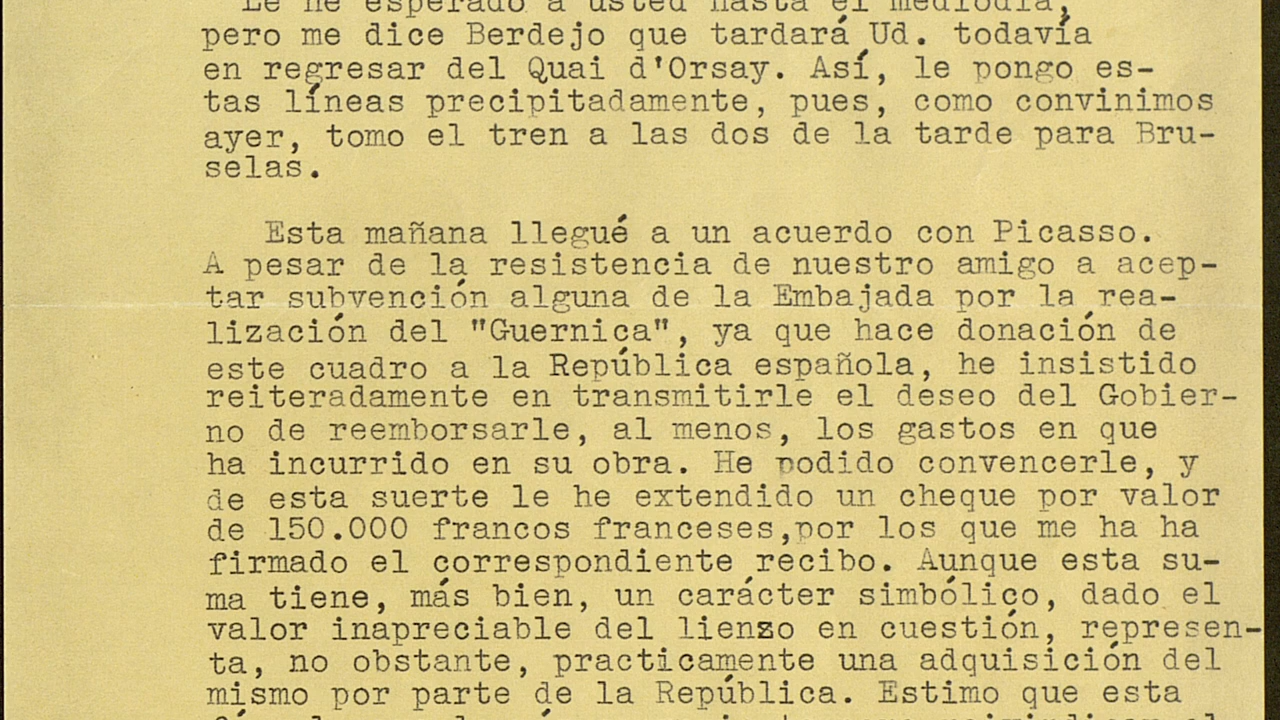 Le he esperado a usted hasta el mediodía,
pero me dice Berdejo que tardará Ud. todavía
en regresar del Quai d'Orsay. Así, le pongo es-
tas líneas precipitadamente, pues, como convinimos
ayer, tomo el tren a las dos de la tarde para Bru-
selas.
Esta mañana llegué a un acuerdo con Picasso.
A pesar de la resistencia de nuestro amigo a acep-
tar subvención alguna de la Embajada por la rea-
lización del "Guernica", ya que hace donación de
este cuadro a la República española, he insistido
reiteradamente en transmitirle el deseo del Gobier-
no de reemborsarle, al menos, los gastos en que
ha incurrido en su obra. He podido convencerle, y
de esta suerte le he extendido un cheque por valor
de 150.000 francos franceses,por los que me ha ha
firmado el correspondiente recibo. Aunque esta su-
ma tiene, más bien, un carácter simbólico, dado el
valor inapreciable del lienso en cuestión, represen-
ta, no obstante, practicamente una adquisición del
mismo por parte de la República. Estimo que esta